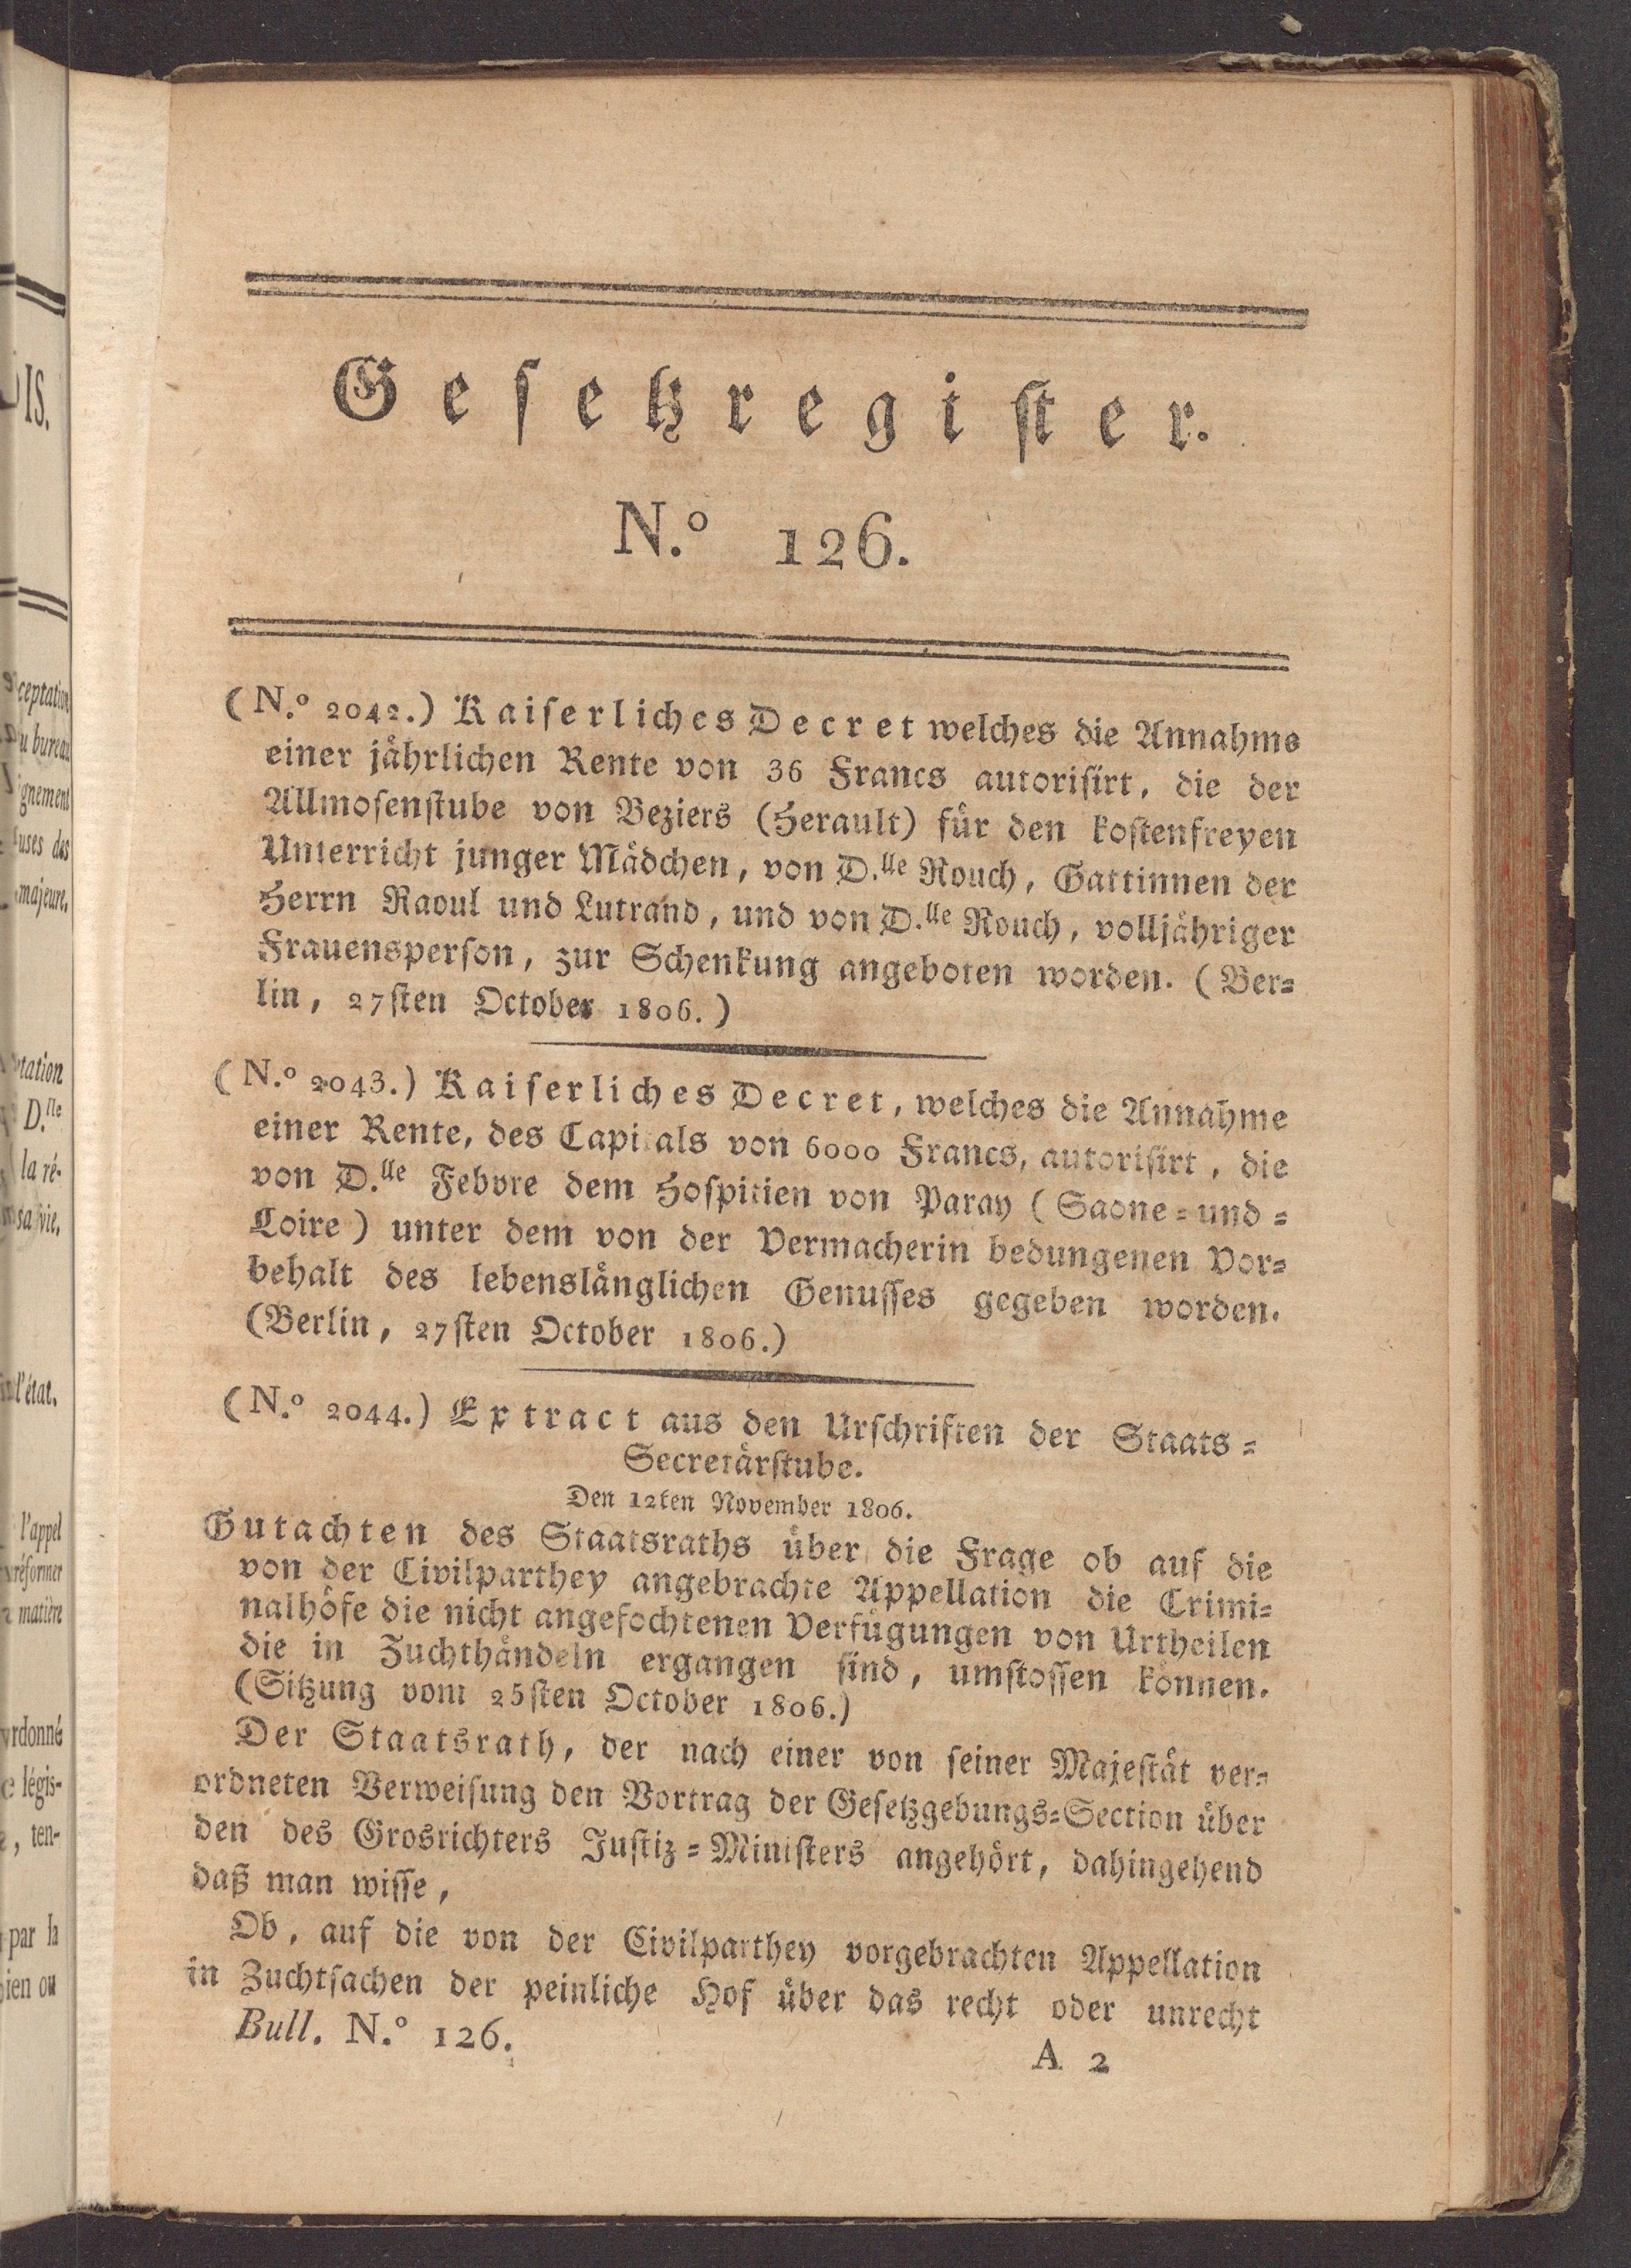 Gesetzregister.
N.º 126.
(N.º 2042.) Kaiserliches Decret welches die Annahme
einer jährlichen Rente von 36 Francs autorisirt, die der
Allmosenstube von Beziers (Herault) für den kostenfreyen
Unterricht junger Mädchen, von D.lle Rouch, Gattinnen der
Herrn Raoul und Lutrand, und von D.lle Rouch, volljähriger
Frauensperson, zur Schenkung angeboten worden. (Ber-
lin, 27sten October 1806.)
(N.º 2043.) Kaiserliches Decret, welches die Annahme
einer Rente, des Capitals von 6000 Francs, autorisirt, die
von D.lle Febvre dem Hospitien von Paray (Saone-und-
Loire) unter dem von der Vermacherin bedungenen Vor-
behalt des lebenslänglichen Genusses gegeben worden.
(Berlin, 27sten October 1806.)
(N.º 2044.) Extract aus den Urschriften der Staats-
Secretärstube.
Den 12ten November 1806.
Gutachten des Staatsraths über die Frage ob auf die
von der Civilparthey angebrachte Appellation die Crimi-
nalhöfe die nicht angefochtenen Verfügungen von Urtheilen
die in Zuchthändeln ergangen sind, umstossen können.
(Sitzung vom 25sten October 1806.)
Der Staatsrath, der nach einer von seiner Majestät ver-
ordneten Verweisung den Vortrag der Gesetzgebungs-Section über
den des Grosrichters Justiz-Ministers angehört, dahingehend
daß man wisse,
Ob, auf die von der Civilparthey vorgebrachten Appellation
in Zuchtsachen der peinliche Hof über das recht oder unrecht
Bull. N.º 126.
A 2